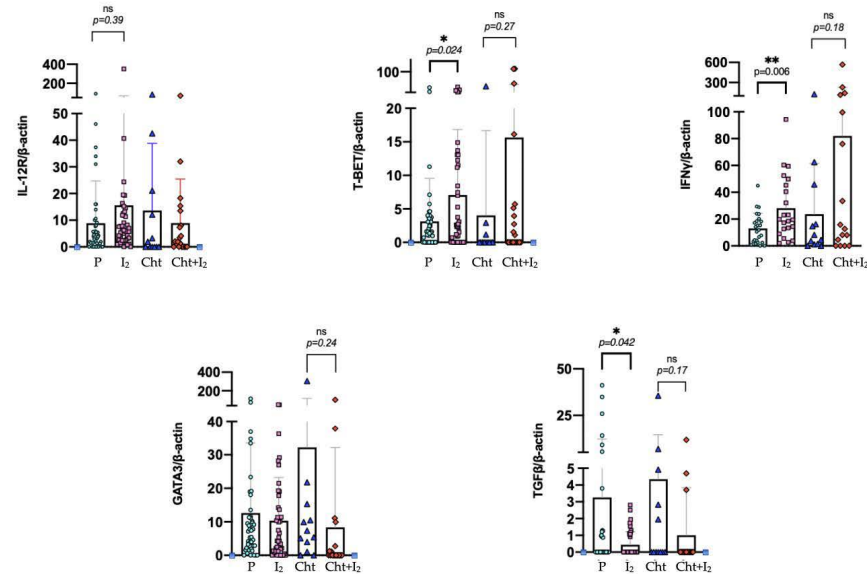 ns
p=0.39
400
200
50
40
30
20
10
0
IL-12R/β-actin
P I₂ Cht Cht+I₂
ns
p=0.27
*
p=0.024
100
20
15
10
5
0
T-BET/β-actin
P I₂ Cht Cht+I₂
ns
p=0.18
**
p=0.006
600
300
100
80
60
40
20
0
IFNγ/β-actin
P I₂ Cht Cht+I₂
ns
p=0.24
400
200
40
30
20
10
0
GATA3/β-actin
P I₂ Cht Cht+I₂
*
p=0.042
ns
p=0.17
50
25
5
4
3
2
1
0
TGFβ/β-actin
P I₂ Cht Cht+I₂